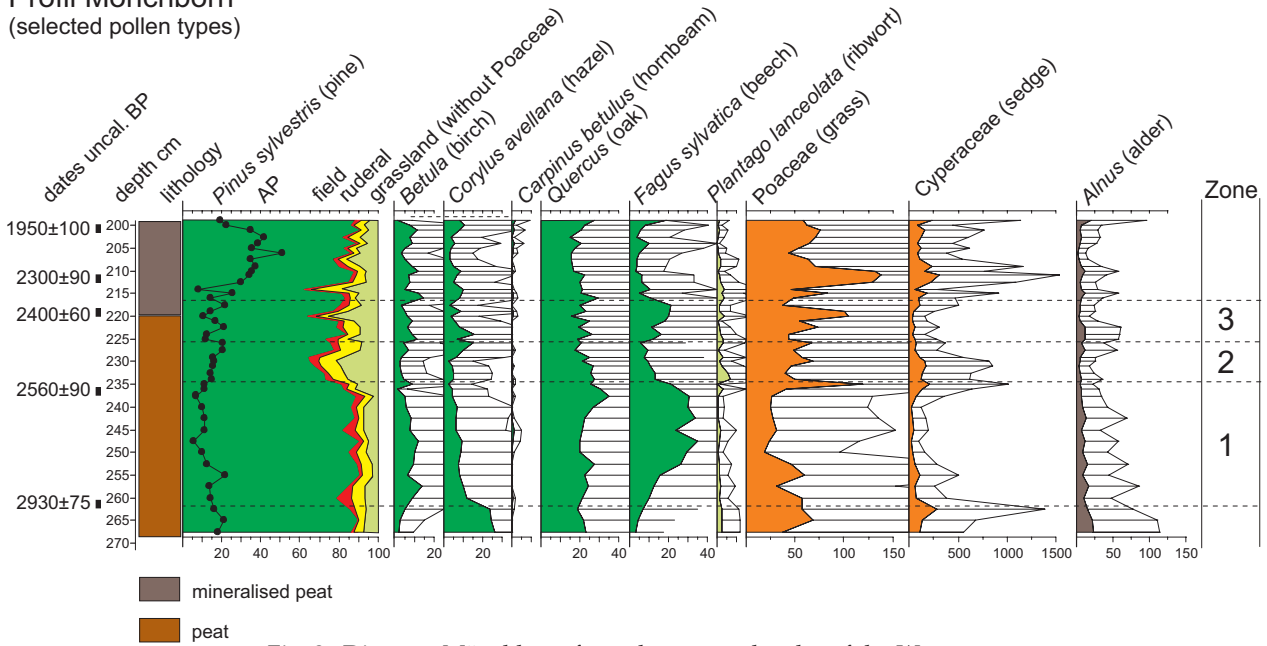 (selected pollen types)
dates uncal. BP
depth cm
lithology
Pinus sylvestris (pine)
AP
field
ruderal
grassland (without Poaceae)
Betula (birch)
Corylus avellana (hazel)
Carpinus betulus (hornbeam)
Quercus (oak)
Fagus sylvatica (beech)
Plantago lanceolata (ribwort)
Poaceae (grass)
Cyperaceae (sedge)
Alnus (alder)
Zone
1950±100
2300±90
2400±60
2560±90
2930±75
200
205
210
215
220
225
230
235
240
245
250
255
260
265
270
3
2
1
20 40 60 80 100
20
20
20
20 40
50 100 150
500 1000 1500
50 100 150
mineralised peat
peat